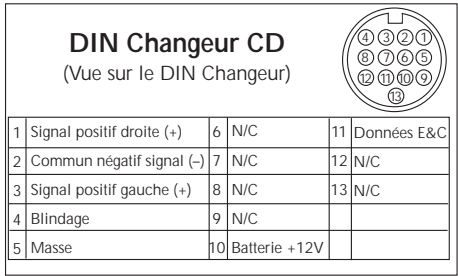 DIN Changeur CD
(Vue sur le DIN Changeur)
4 3 2 1
8 7 6 5
12 11 10 9
13
1 Signal positif droite (+) 6 N/C 11 Données E&C
2 Commun négatif signal (–) 7 N/C 12 N/C
3 Signal positif gauche (+) 8 N/C 13 N/C
4 Blindage 9 N/C
5 Masse 10 Batterie +12V